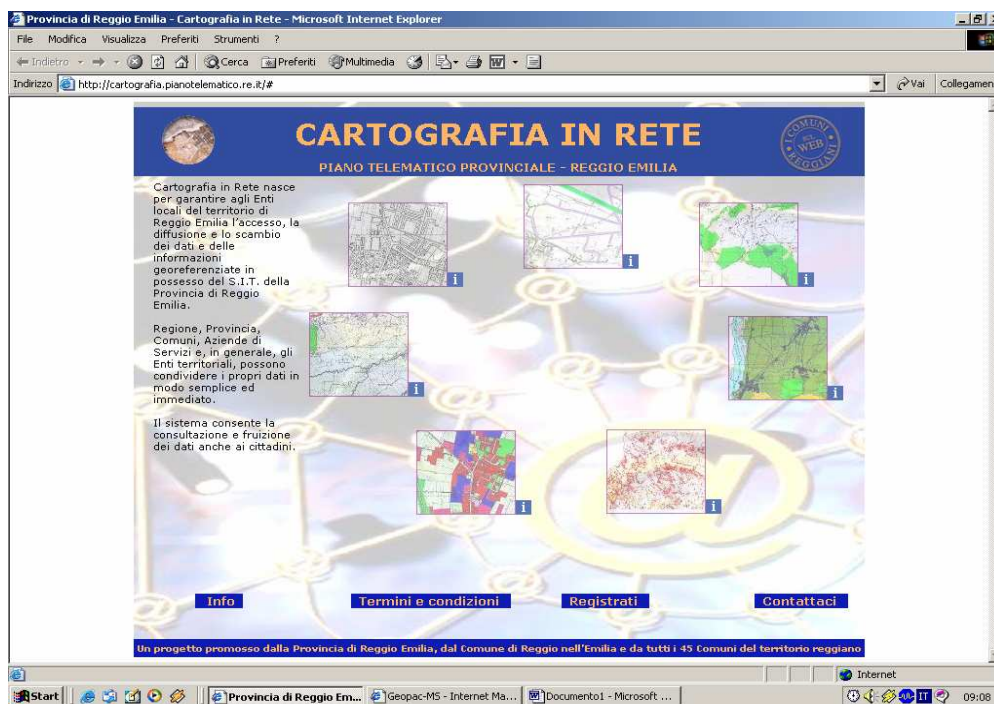 Provincia di Reggio Emilia - Cartografia in Rete - Microsoft Internet Explorer
File Modifica Visualizza Preferiti Strumenti ?
Indietro Cerca Preferiti Multimedia
Indirizzo http://cartografia.pianotelematico.re.it/# Vai Collegamen
CARTOGRAFIA IN RETE
PIANO TELEMATICO PROVINCIALE - REGGIO EMILIA
COMUNI
WEB
REGGIANI
Cartografia in Rete nasce
per garantire agli Enti
locali del territorio di
Reggio Emilia l'accesso, la
diffusione e lo scambio
dei dati e delle
informazioni
georeferenziate in
possesso del S.I.T. della
Provincia di Reggio
Emilia.
Regione, Provincia,
Comuni, Aziende di
Servizi e, in generale, gli
Enti territoriali, possono
condividere i propri dati in
modo semplice ed
immediato.
Il sistema consente la
consultazione e fruizione
dei dati anche ai cittadini.
i
i
i
i
i
i
i
Info Termini e condizioni Registrati Contattaci
Un progetto promosso dalla Provincia di Reggio Emilia, dal Comune di Reggio nell'Emilia e da tutti i 45 Comuni del territorio reggiano
Internet
Start Provincia di Reggio Em... Geopac-MS - Internet Ma... Documento1 - Microsoft ... IT 09:08